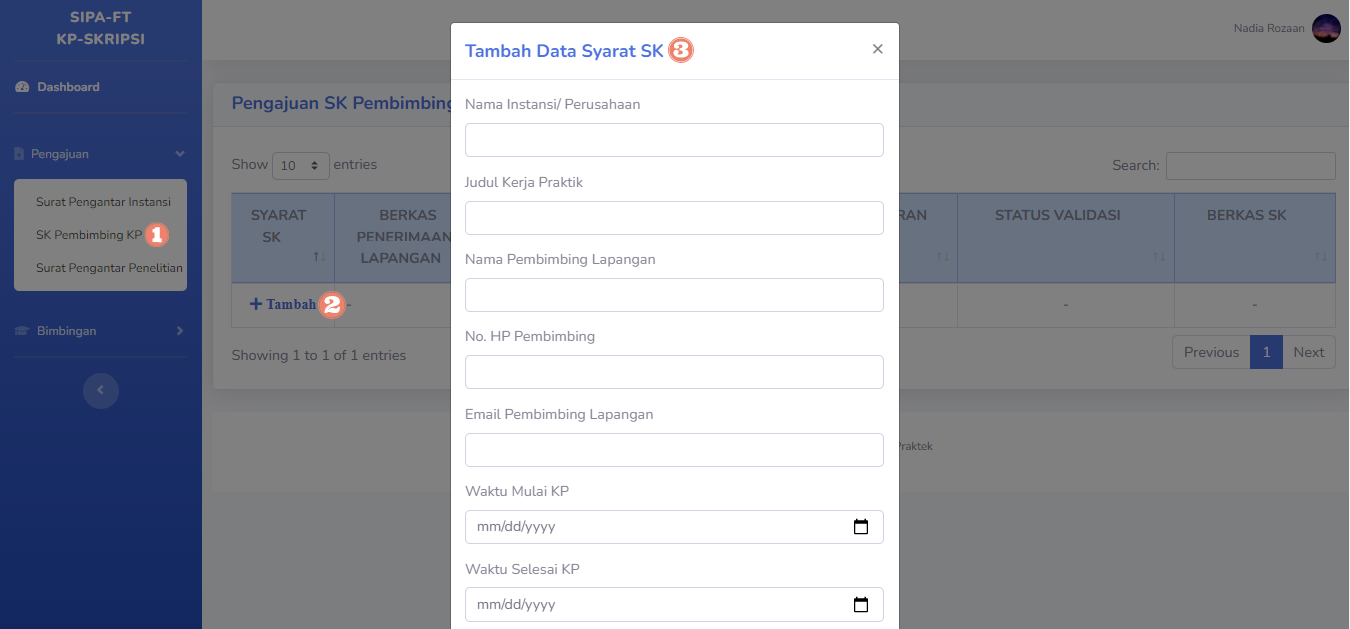 SIPA-FT
KP-SKRIPSI
Dashboard
Pengajuan
Surat Pengantar Instansi
SK Pembimbing KP 1
Surat Pengantar Penelitian
Bimbingan
Nadia Rozaan
Pengajuan SK Pembimbing
Show 10 entries
Search:
SYARAT SK
BERKAS PENERIMAAN LAPANGAN
RAN
STATUS VALIDASI
BERKAS SK
+ Tambah 2 -
-
-
Showing 1 to 1 of 1 entries
Previous 1 Next
Praktek
Tambah Data Syarat SK 3 ×
Nama Instansi/ Perusahaan
Judul Kerja Praktik
Nama Pembimbing Lapangan
No. HP Pembimbing
Email Pembimbing Lapangan
Waktu Mulai KP
mm/dd/yyyy
Waktu Selesai KP
mm/dd/yyyy